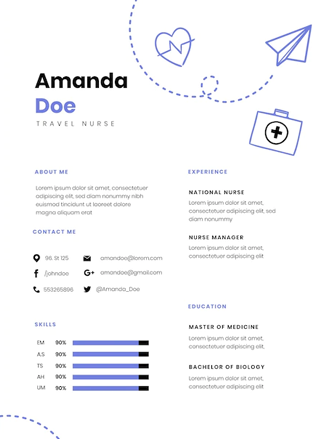 Amanda
Doe
TRAVEL NURSE
ABOUT ME
Lorem ipsum dolor sit amet, consectetuer
adipiscing elit, sed diam nonummy nibh
euismod tincidunt ut laoreet dolore
magna aliquam erat
CONTACT ME
96. St 125
amandoe@lorem.com
/johndoe
amandoe@gmail.com
553265896
@Amanda_Doe
SKILLS
EM 90%
A,S 90%
TS 90%
AH 90%
UM 90%
EXPERIENCE
NATIONAL NURSE
Lorem ipsum dolor sit amet,
consectetuer adipiscing elit, sed
diam nonummy
NURSE MANAGER
Lorem ipsum dolor sit amet,
consectetuer adipiscing elit
EDUCATION
MASTER OF MEDICINE
Lorem ipsum dolor sit amet,
consectetuer adipiscing elit,
BACHELOR OF BIOLOGY
Lorem ipsum dolor sit amet,
consectetuer adipiscing elit